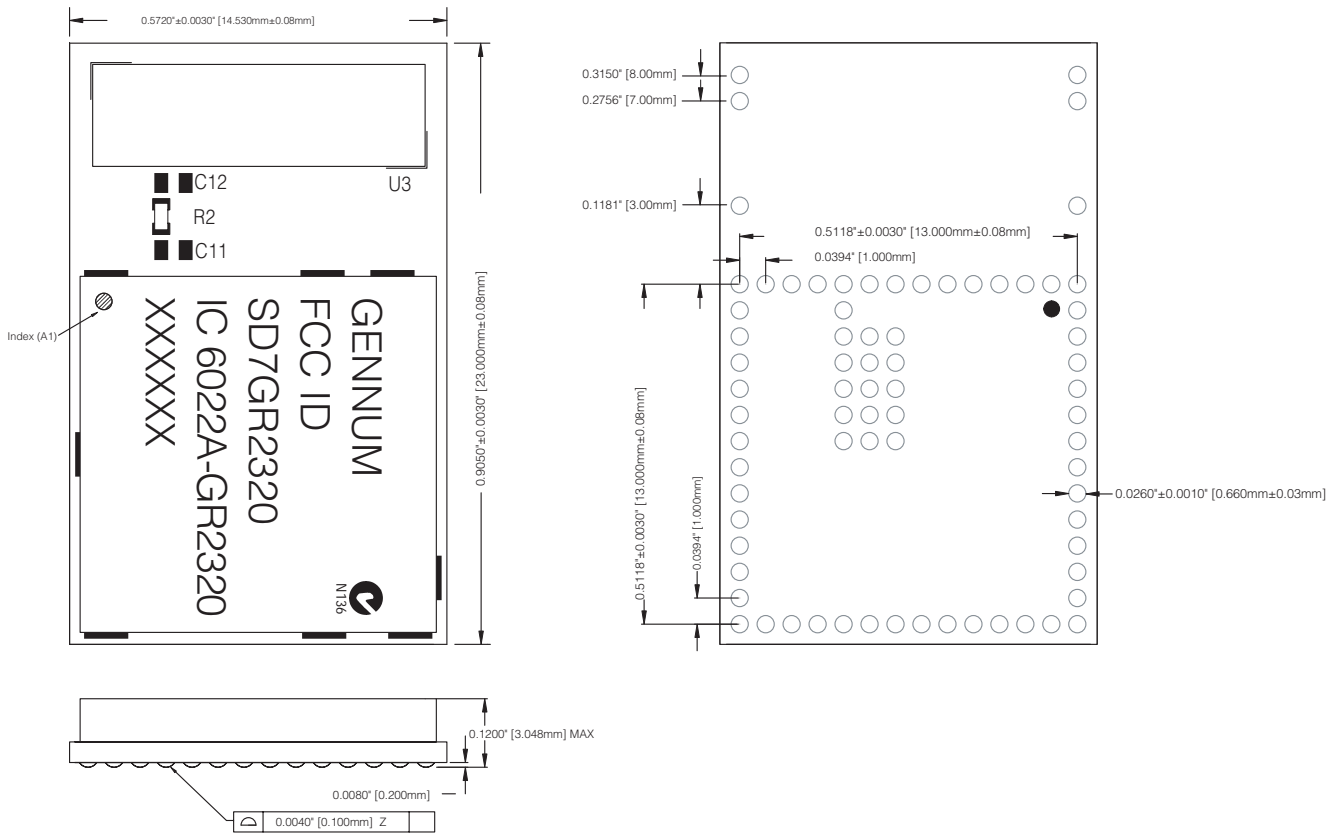 0.5720"±0.0030" [14.530mm±0.08mm]
C12
U3
R2
C11
Index (A1)
GENNUM
FCC ID
SD7GR2320
IC 6022A-GR2320
XXXXXX
N136
0.9050"±0.0030" [23.000mm±0.08mm]
0.3150" [8.00mm]
0.2756" [7.00mm]
0.1181" [3.00mm]
0.5118"±0.0030" [13.000mm±0.08mm]
0.0394" [1.000mm]
0.5118"±0.0030" [13.000mm±0.08mm]
0.0394" [1.000mm]
0.0260"±0.0010" [0.660mm±0.03mm]
0.1200" [3.048mm] MAX
0.0080" [0.200mm]
0.0040" [0.100mm] Z